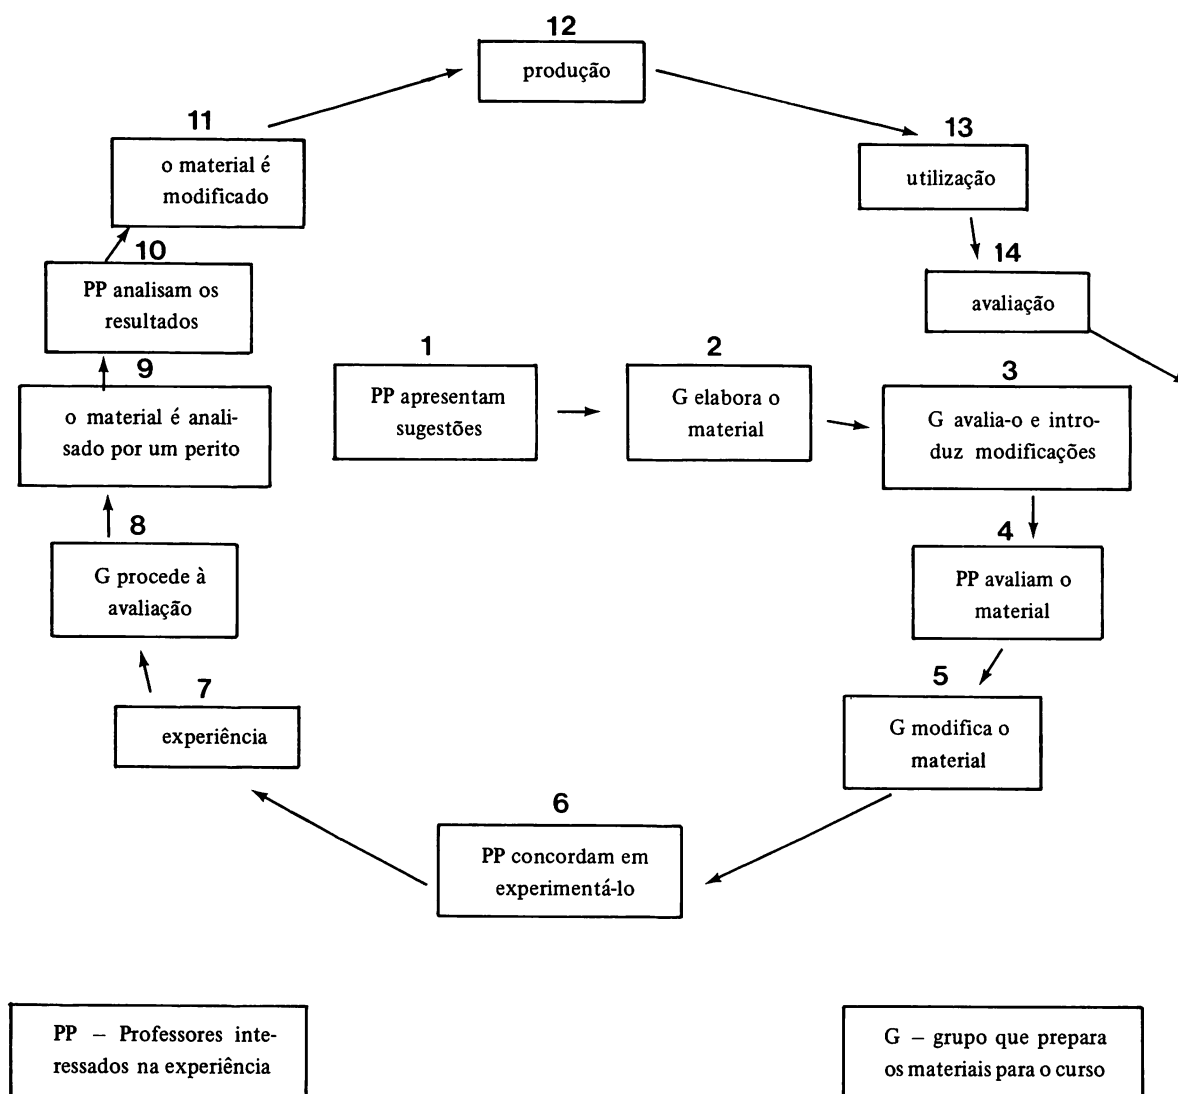 12
produção
11
o material é
modificado
13
utilização
10
PP analisam os
resultados
14
avaliação
9
o material é anali-
sado por um perito
1
PP apresentam
sugestões
2
G elabora o
material
3
G avalia-o e intro-
duz modificações
8
G procede à
avaliação
4
PP avaliam o
material
7
experiência
5
G modifica o
material
6
PP concordam em
experimentá-lo
PP – Professores inte-
ressados na experiência
G – grupo que prepara
os materiais para o curso